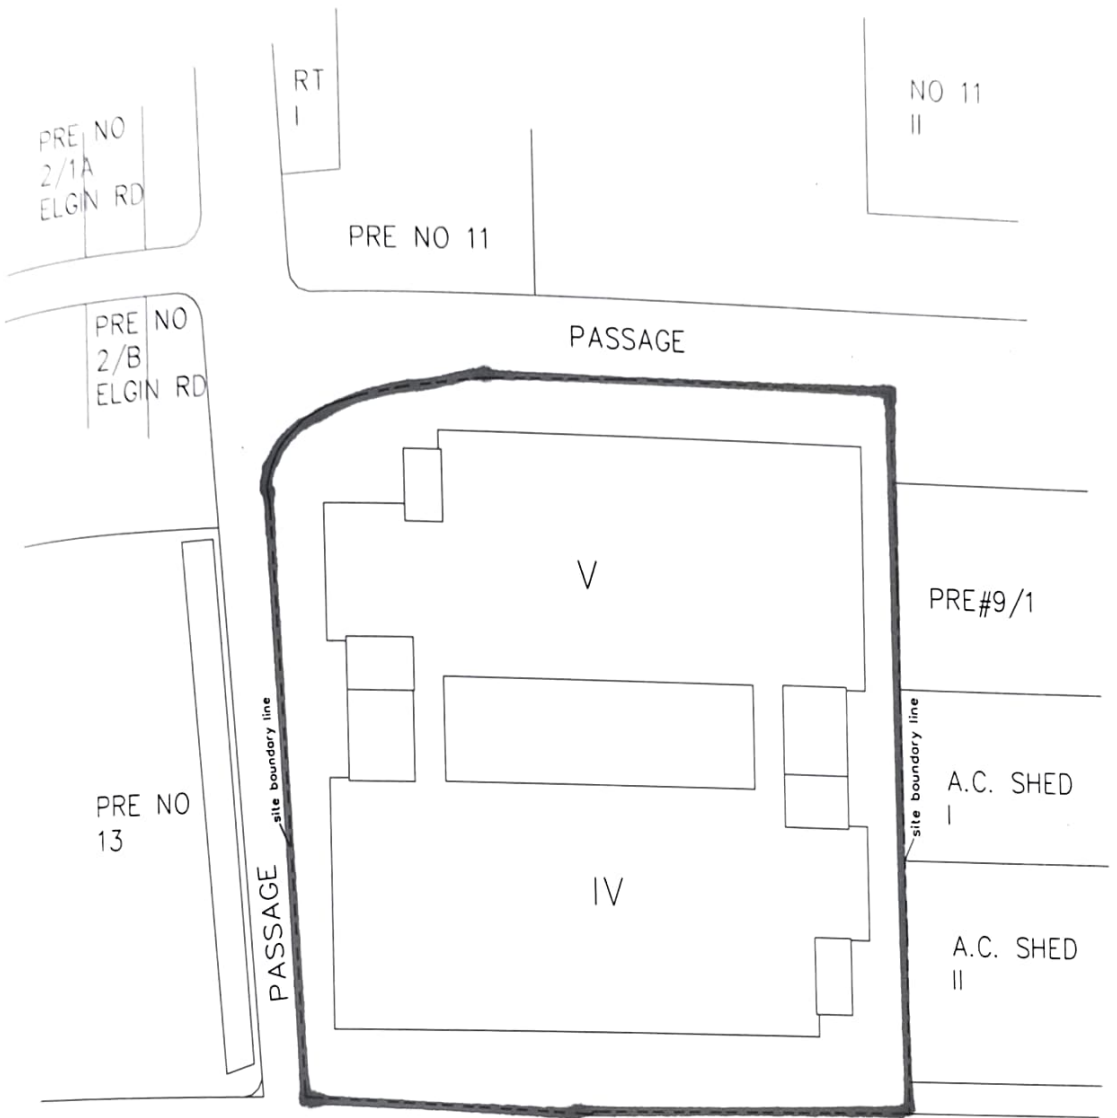 RT
I
NO 11
II
PRE NO
2/1A
ELGIN RD
PRE NO 11
PRE NO
2/B
ELGIN RD
PASSAGE
V
PRE#9/1
site boundary line
site boundary line
A.C. SHED
I
PRE NO
13
PASSAGE
IV
A.C. SHED
II